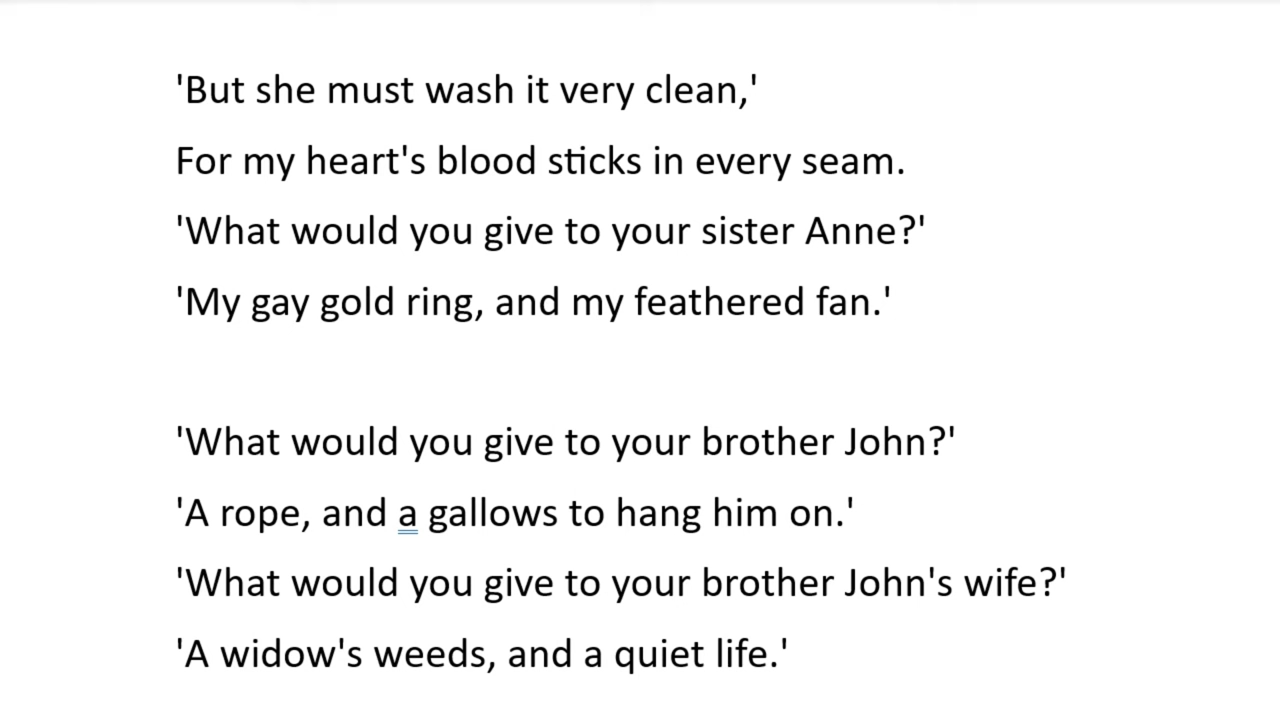 'But she must wash it very clean,'
For my heart's blood sticks in every seam.
'What would you give to your sister Anne?'
'My gay gold ring, and my feathered fan.'
'What would you give to your brother John?'
'A rope, and a gallows to hang him on.'
'What would you give to your brother John's wife?'
'A widow's weeds, and a quiet life.'